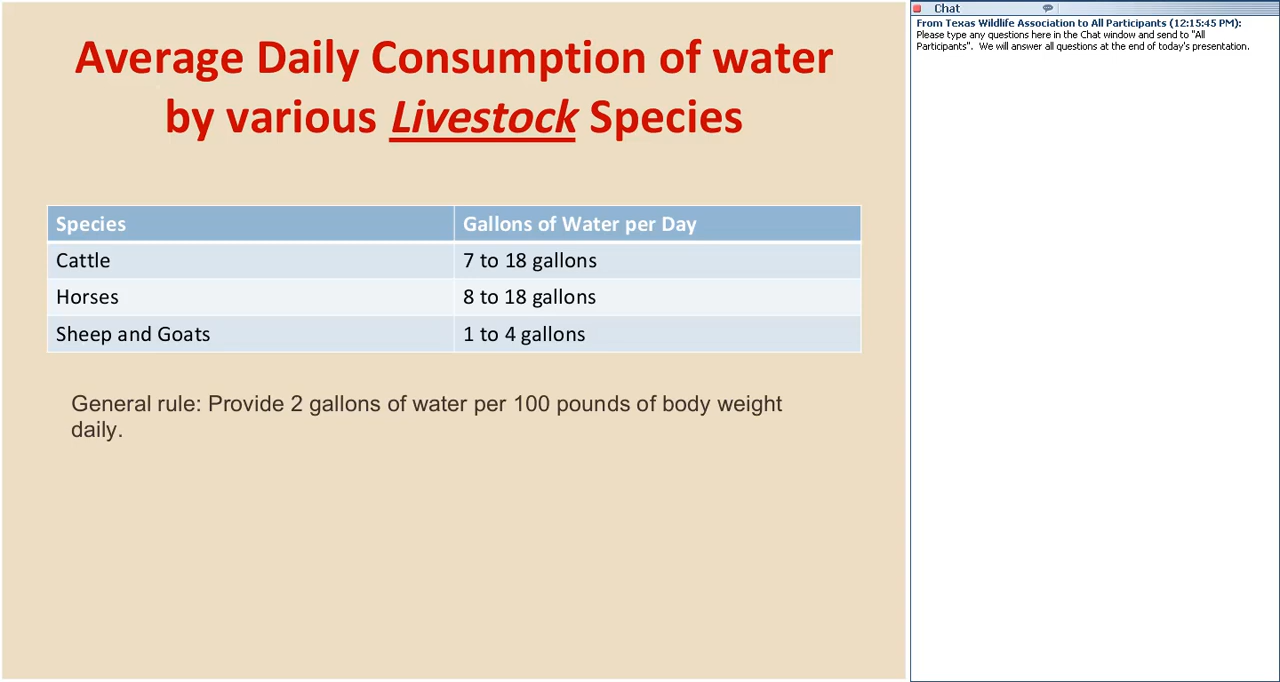 Average Daily Consumption of water
by various Livestock Species
Species Gallons of Water per Day
Cattle 7 to 18 gallons
Horses 8 to 18 gallons
Sheep and Goats 1 to 4 gallons
General rule: Provide 2 gallons of water per 100 pounds of body weight
daily.
Chat
From Texas Wildlife Association to All Participants (12:15:45 PM):
Please type any questions here in the Chat window and send to "All
Participants".  We will answer all questions at the end of today's presentation.